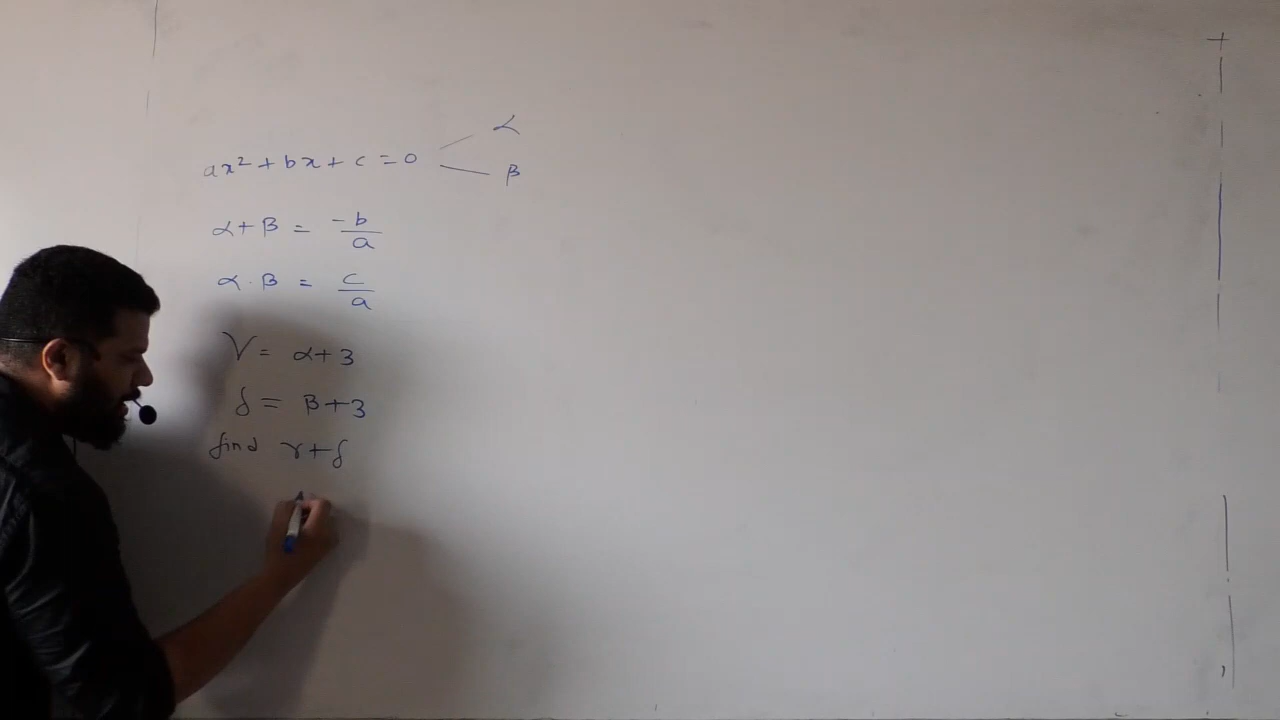 ax² + bx + c = 0
α
β
α + β = -b/a
α · β = c/a
γ = α + 3
δ = β + 3
find γ + δ